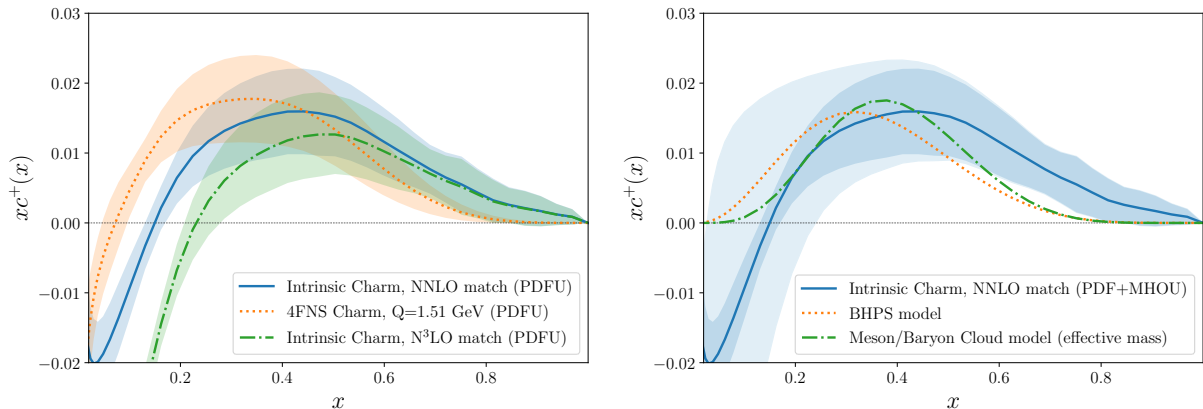 0.03
0.02
0.01
0.00
−0.01
−0.02
xc⁺(x)
0.2
0.4
0.6
0.8
x
Intrinsic Charm, NNLO match (PDFU)
4FNS Charm, Q=1.51 GeV (PDFU)
Intrinsic Charm, N³LO match (PDFU)
0.03
0.02
0.01
0.00
−0.01
−0.02
xc⁺(x)
0.2
0.4
0.6
0.8
x
Intrinsic Charm, NNLO match (PDF+MHOU)
BHPS model
Meson/Baryon Cloud model (effective mass)